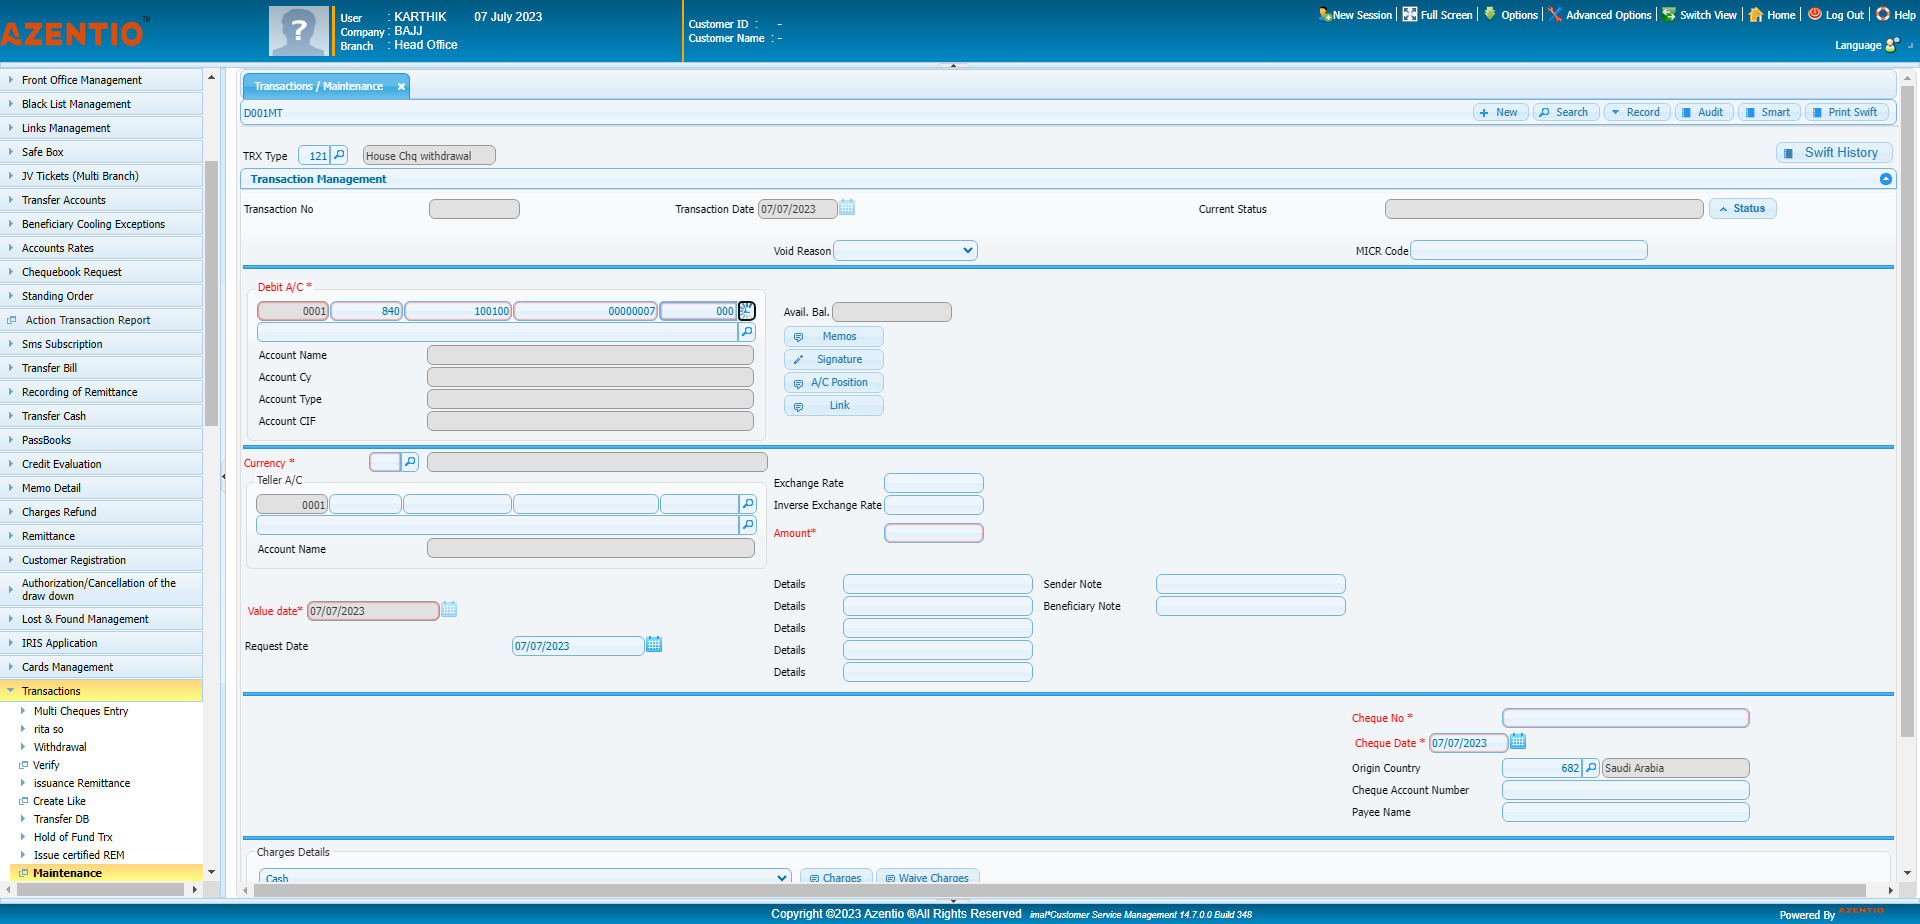 AZENTIO™
User : KARTHIK 07 July 2023
Company : BAJJ
Branch : Head Office
Customer ID : -
Customer Name : -
New Session Full Screen Options Advanced Options Switch View Home Log Out Help
Language
Front Office Management
Black List Management
Links Management
Safe Box
JV Tickets (Multi Branch)
Transfer Accounts
Beneficiary Cooling Exceptions
Accounts Rates
Chequebook Request
Standing Order
Action Transaction Report
Sms Subscription
Transfer Bill
Recording of Remittance
Transfer Cash
PassBooks
Credit Evaluation
Memo Detail
Charges Refund
Remittance
Customer Registration
Authorization/Cancellation of the
draw down
Lost & Found Management
IRIS Application
Cards Management
Transactions
Multi Cheques Entry
rita so
Withdrawal
Verify
issuance Remittance
Create Like
Transfer DB
Hold of Fund Trx
Issue certified REM
Maintenance
Transactions / Maintenance
D001MT
New Search Record Audit Smart Print Swift
TRX Type 121 House Chq withdrawal
Swift History
Transaction Management
Transaction No Transaction Date 07/07/2023 Current Status Status
Void Reason MICR Code
Debit A/C *
0001 840 100100 00000007 000
Avail. Bal.
Memos
Signature
A/C Position
Link
Account Name
Account Cy
Account Type
Account CIF
Currency *
Teller A/C
0001
Account Name
Exchange Rate
Inverse Exchange Rate
Amount*
Value date* 07/07/2023
Request Date 07/07/2023
Details Sender Note
Details Beneficiary Note
Details
Details
Details
Cheque No *
Cheque Date * 07/07/2023
Origin Country 682 Saudi Arabia
Cheque Account Number
Payee Name
Charges Details
Cash Charges Waive Charges
Copyright ©2023 Azentio ®All Rights Reserved imal*Customer Service Management 14.7.0.0 Build 348
Powered By AZENTIO